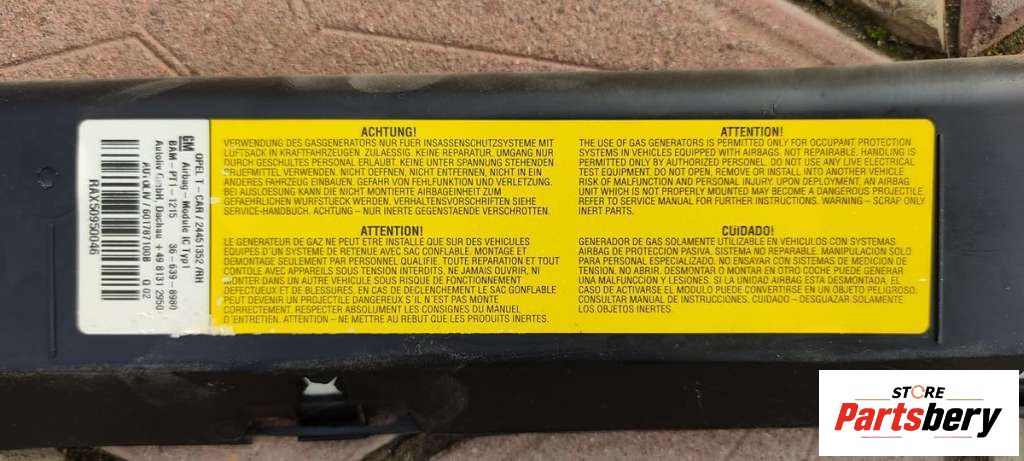 OPEL T - CAR / 24451352 /RH
GM Airbag - Module IC Typ1
BAM - PT1 - 1215 36 - 639 - 8980
Autoliv GmbH, Dachau + 49 8131 2950
AUTOLIV / 601787100B Q 02
RAX50950046
ACHTUNG!
VERWENDUNG DES GASGENERATORS NUR FUER INSASSENSCHUTZSYSTEME MIT
LUFTSACK IN KRAFTFAHRZEUGEN. ZULAESSIG. KEINE REPARATUR. UMGANG NUR
DURCH GESCHULTES PERSONAL ERLAUBT. KEINE UNTER SPANNUNG STEHENDEN
PRUEFMITTEL VERWENDEN. NICHT OEFFNEN, NICHT ENTFERNEN, NICHT IN EIN
ANDERES FAHRZEUG EINBAUEN. GEFAHR VON FEHLFUNKTION UND VERLETZUNG.
BEI AUSLOESUNG KANN DIE NICHT MONTIERTE AIRBAGEINHEIT ZUM
GEFAEHRLICHEN WURFSTUECK WERDEN. VERHALTENSVORSCHRIFTEN SIEHE
SERVICE-HANDBUCH. ACHTUNG – NUR INERTE GEGENSTAENDE VERSCHROTTEN.
ATTENTION!
THE USE OF GAS GENERATORS IS PERMITTED ONLY FOR OCCUPANT PROTECTION
SYSTEMS IN VEHICLES EQUIPPED WITH AIRBAGS. NOT REPAIRABLE. HANDLING IS
PERMITTED ONLY BY AUTHORIZED PERSONEL. DO NOT USE ANY LIVE ELECTRICAL
TEST EQUIPMENT. DO NOT OPEN, REMOVE OR INSTALL INTO ANOTHER VEHICLE
RISK OF MALFUNCTION AND PERSONAL INJURY. UPON DEPLOYMENT, AN AIRBAG
UNIT WHICH IS NOT PROPERLY MOUNTED MAY BECOME A DANGEROUS PROJECTILE.
REFER TO SERVICE MANUAL FOR FURTHER INSTRUCTIONS. WARNING – SCRAP ONLY
INERT PARTS.
ATTENTION!
LE GENERATEUR DE GAZ NE PEUT ETRE INSTALLE QUE SUR DES VEHICULES
EQUIPES D'UN SYSTEME DE RETENUE AVEC SAC GONFLABLE. MONTAGE ET
DEMONTAGE SEULEMENT PAR PERSONNEL QUALIFIE. TOUTE REPARATION ET TOUT
CONTOLE AVEC APPAREILS SOUS TENSION INTERDITS. NE JAMAIS OUVRIR, NI
MONTER DANS UN AUTRE VEHICULE SOUS RISQUE DE FONCTIONNEMENT
DEFECTUEUX ET DE BLESSURES. EN CAS DE DECLENCHEMENT LE SAC GONFLABLE
PEUT DEVENIR UN PROJECTILE DANGEREUX S'IL N'EST PAS MONTE
CORRECTEMENT. RESPECTER ABSOLUMENT LES CONSIGNES DU MANUEL
D'ENTRETIEN. ATTENTION – NE METTRE AU REBUT QUE LES PRODUITS INERTES.
CUIDADO!
GENERADOR DE GAS SOLAMENTE UTILIZABLE EN VEHICULOS CON SYSTEMAS
AIRBAG DE PROTECCION PASIVA. NO REPARABLE. MANIPULACION SOLO
PARA PERSONAL ESPECIALIZADO. NO ENSAYAR CON SISTEMAS DE MEDICION DE
TENSION. NO ABRIR. DESMONTAR O MONTAR EN OTRO COCHE PUEDE GENERAR
UNA MALFUNCION Y LESIONES. SI LA UNIDAD AIRBAG ESTA DESMONTADA, EL
CASO DE ACTIVARSE EL MODULO PUEDE CONVERTIRSE EN UN OBJETO PELIGROSO.
CONSULTAR MANUAL DE INSTRUCCIONES. CUIDADO – DESGUAZAR SOLAMENTE
LOS OBJETOS INERTES.
STORE
Partsbery